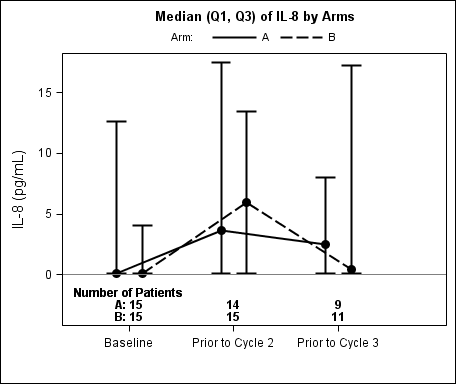 Median (Q1, Q3) of IL-8 by Arms
Arm: A B
IL-8 (pg/mL)
15
10
5
0
Number of Patients
A: 15 14 9
B: 15 15 11
Baseline Prior to Cycle 2 Prior to Cycle 3